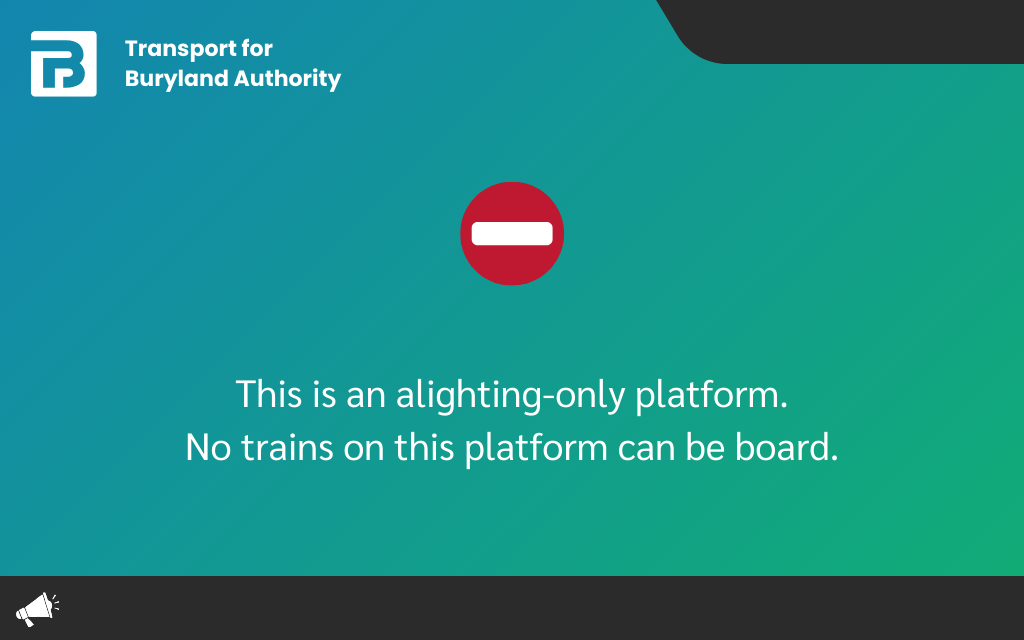 Transport for
Buryland Authority
This is an alighting-only platform.
No trains on this platform can be board.